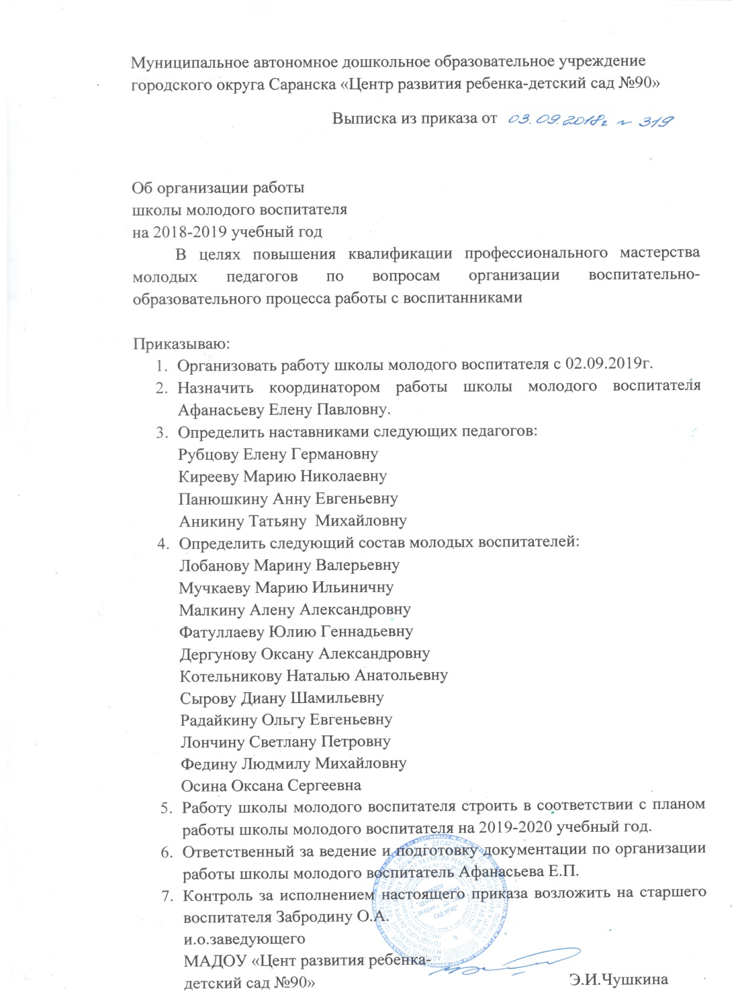 Муниципальное автономное дошкольное образовательное учреждение
городского округа Саранска «Центр развития ребенка-детский сад №90»
Выписка из приказа от 03.09.2018г № 319
Об организации работы
школы молодого воспитателя
на 2018-2019 учебный год
В целях повышения квалификации профессионального мастерства
молодых педагогов по вопросам организации воспитательно-
образовательного процесса работы с воспитанниками
Приказываю:
1. Организовать работу школы молодого воспитателя с 02.09.2019г.
2. Назначить координатором работы школы молодого воспитателя
Афанасьеву Елену Павловну.
3. Определить наставниками следующих педагогов:
Рубцову Елену Германовну
Кирееву Марию Николаевну
Панюшкину Анну Евгеньевну
Аникину Татьяну Михайловну
4. Определить следующий состав молодых воспитателей:
Лобанову Марину Валерьевну
Мучкаеву Марию Ильиничну
Малкину Алену Александровну
Фатуллаеву Юлию Геннадьевну
Дергунову Оксану Александровну
Котельникову Наталью Анатольевну
Сырову Диану Шамильевну
Радайкину Ольгу Евгеньевну
Лончину Светлану Петровну
Федину Людмилу Михайловну
Осина Оксана Сергеевна
5. Работу школы молодого воспитателя строить в соответствии с планом
работы школы молодого воспитателя на 2019-2020 учебный год.
6. Ответственный за ведение и подготовку документации по организации
работы школы молодого воспитатель Афанасьева Е.П.
7. Контроль за исполнением настоящего приказа возложить на старшего
воспитателя Забродину О.А.
и.о.заведующего
МАДОУ «Цент развития ребенка-
детский сад №90» Э.И.Чушкина
МАДОУ
"ЦЕНТР РАЗВИТИЯ
САД №90"